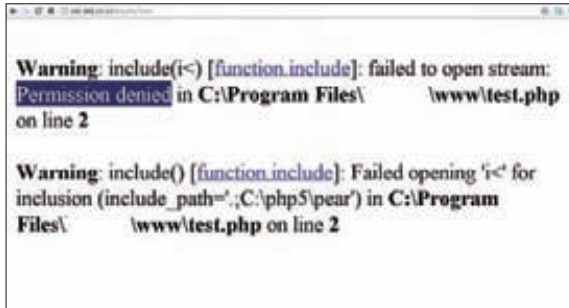 Warning: include(i<) [function.include]: failed to open stream:
Permission denied in C:\Program Files\ \www\test.php
on line 2
Warning: include() [function.include]: Failed opening 'i<' for
inclusion (include_path='.;C:\php5\pear') in C:\Program
Files\ \www\test.php on line 2